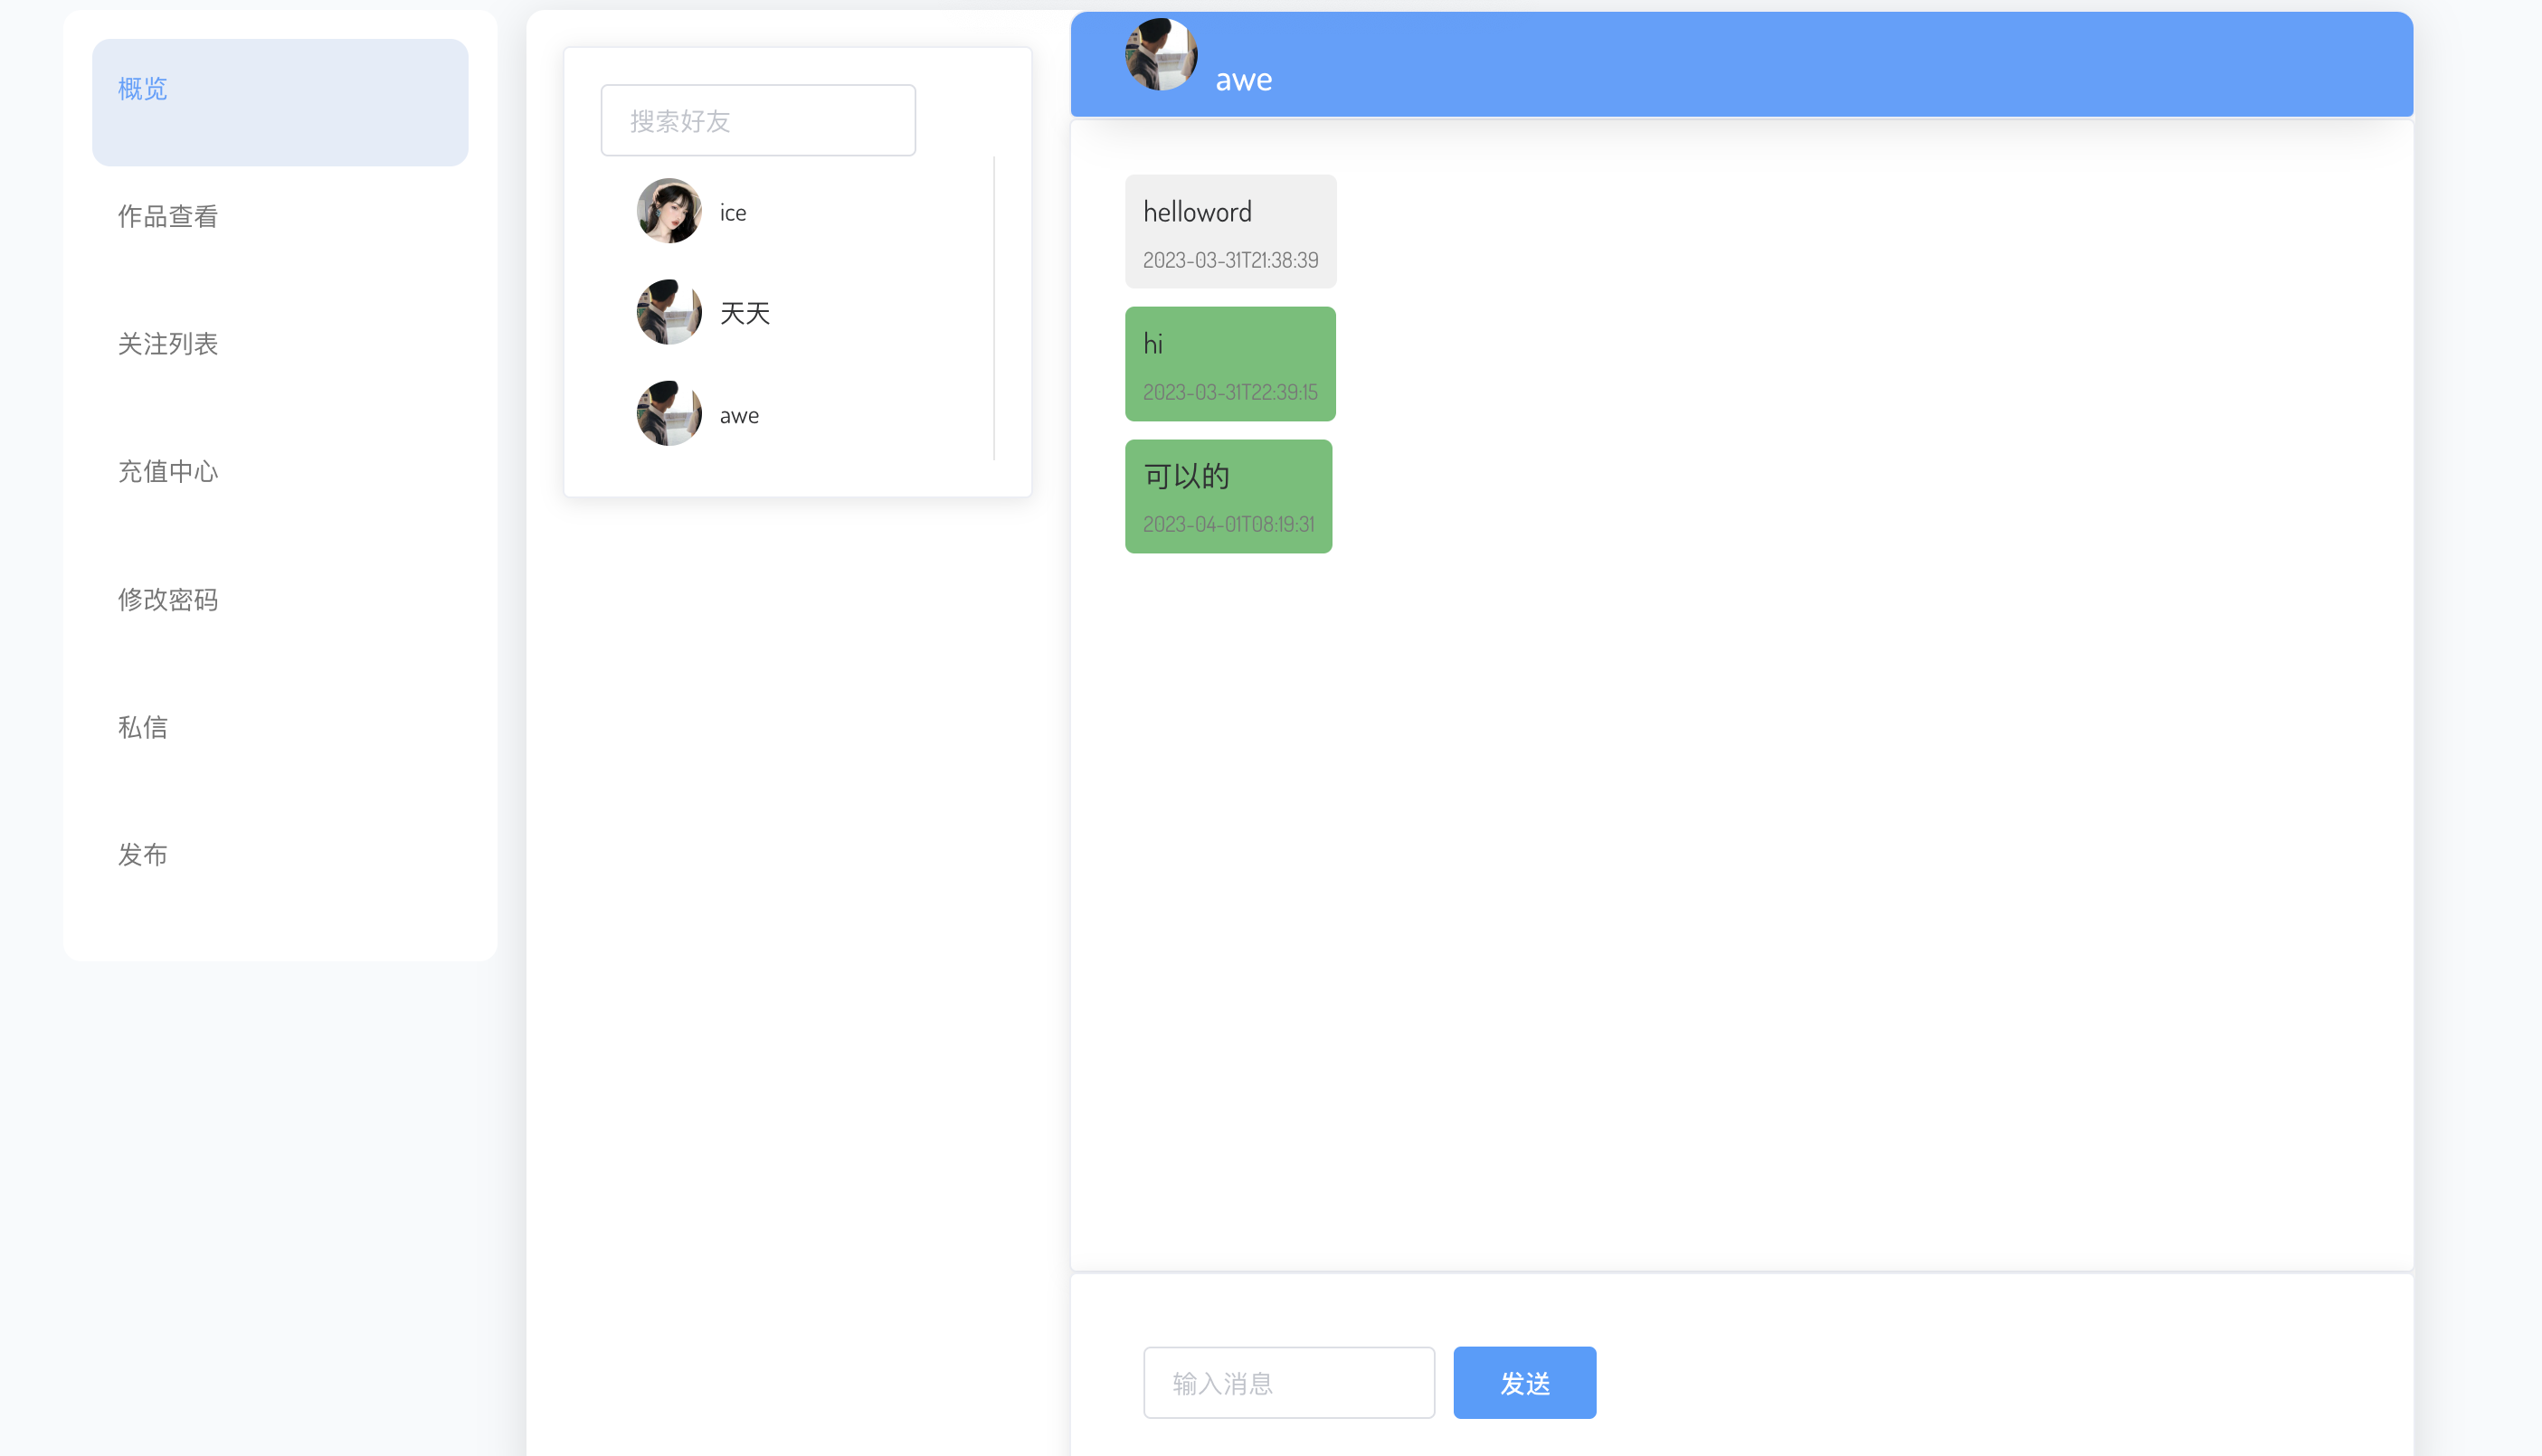 概览
作品查看
关注列表
充值中心
修改密码
私信
发布
搜索好友
ice
天天
awe
awe
helloword
2023-03-31T21:38:39
hi
2023-03-31T22:39:15
可以的
2023-04-01T08:19:31
输入消息
发送